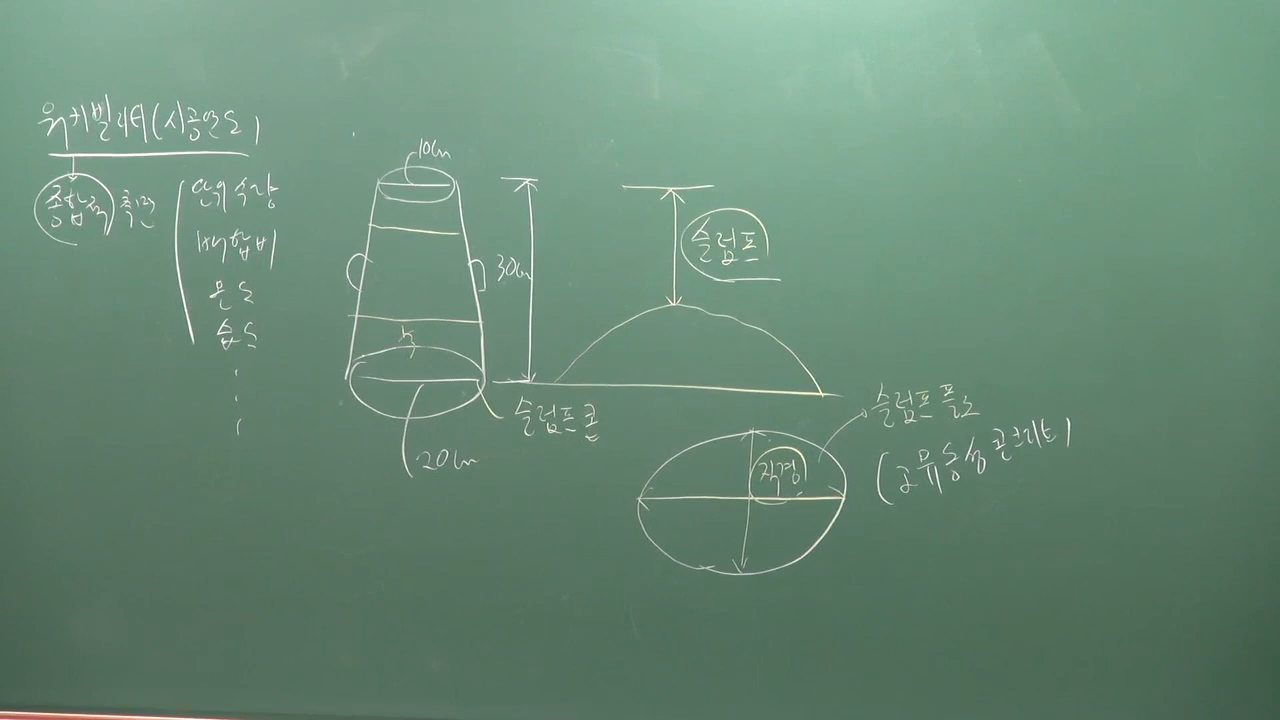 워커빌리티(시공연도)
종합적 측면
단위수량
배합비
온도
습도
10cm
30cm
20cm
슬럼프콘
슬럼프
슬럼프 플로
(고유동성 콘크리트)
직경